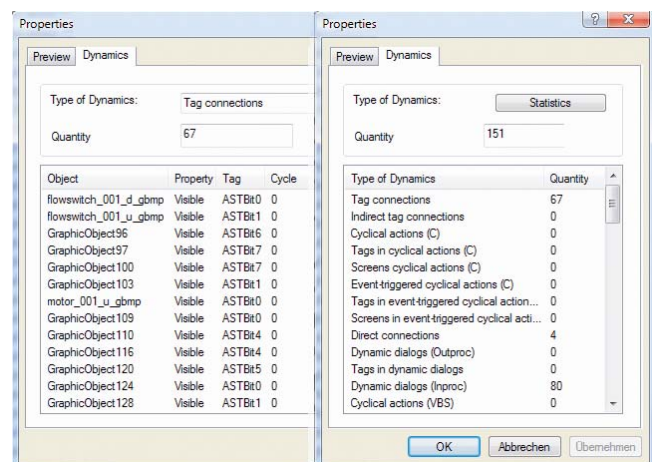 Properties
Preview Dynamics
Type of Dynamics: Tag connections
Quantity 67
Object Property Tag Cycle
flowswitch_001_d_gbmp Visible ASTBit0 0
flowswitch_001_u_gbmp Visible ASTBit1 0
GraphicObject96 Visible ASTBit6 0
GraphicObject97 Visible ASTBit7 0
GraphicObject100 Visible ASTBit7 0
GraphicObject103 Visible ASTBit1 0
motor_001_u_gbmp Visible ASTBit0 0
GraphicObject109 Visible ASTBit0 0
GraphicObject110 Visible ASTBit4 0
GraphicObject116 Visible ASTBit4 0
GraphicObject120 Visible ASTBit5 0
GraphicObject124 Visible ASTBit0 0
GraphicObject128 Visible ASTBit1 0
Properties
Preview Dynamics
Type of Dynamics: Statistics
Quantity 151
Type of Dynamics Quantity
Tag connections 67
Indirect tag connections 0
Cyclical actions (C) 0
Tags in cyclical actions (C) 0
Screens cyclical actions (C) 0
Event-triggered cyclical actions (C) 0
Tags in event-triggered cyclical action... 0
Screens in event-triggered cyclical acti... 0
Direct connections 4
Dynamic dialogs (Outproc) 0
Tags in dynamic dialogs 0
Dynamic dialogs (Inproc) 80
Cyclical actions (VBS) 0
OK Abbrechen Übernehmen